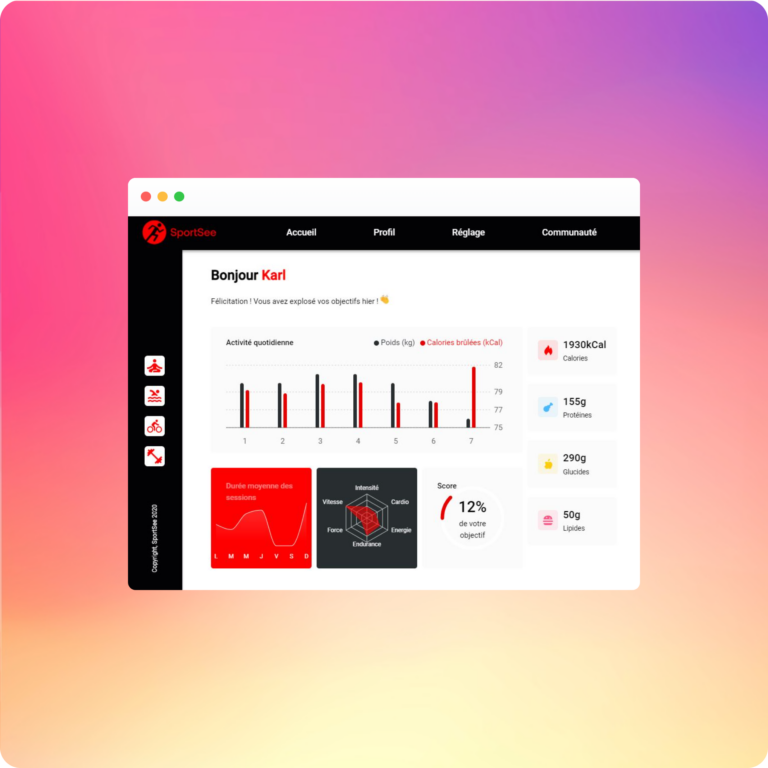 SportSee
Accueil
Profil
Réglage
Communauté
Bonjour Karl
Félicitation ! Vous avez explosé vos objectifs hier ! 👏
Activité quotidienne
Poids (kg)
Calories brûlées (kCal)
82
79
77
75
1 2 3 4 5 6 7
1930kCal
Calories
155g
Protéines
290g
Glucides
50g
Lipides
Durée moyenne des
sessions
L M M J V S D
Intensité
Vitesse
Cardio
Force
Energie
Endurance
Score
12%
de votre
objectif
Copyright, SportSee 2020